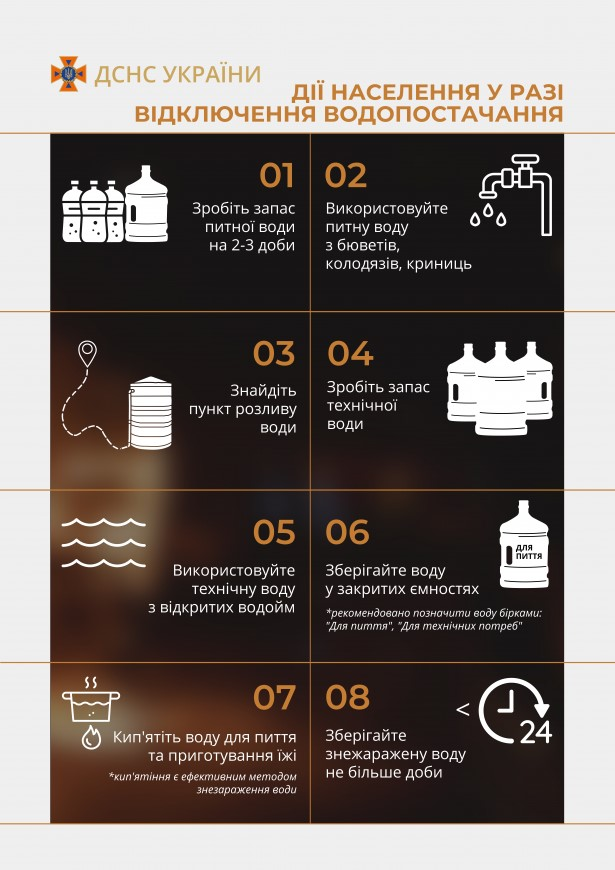 ДСНС УКРАЇНИ
ДІЇ НАСЕЛЕННЯ У РАЗІ
ВІДКЛЮЧЕННЯ ВОДОПОСТАЧАННЯ
01
Зробіть запас
питної води
на 2-3 доби
02
Використовуйте
питну воду
з бюветів,
колодязів, криниць
03
Знайдіть
пункт розливу
води
04
Зробіть запас
технічної
води
05
Використовуйте
технічну воду
з відкритих водойм
06
Зберігайте воду
у закритих ємностях
*рекомендовано позначити воду бірками:
"Для пиття", "Для технічних потреб"
ДЛЯ
ПИТТЯ
07
Кип'ятіть воду для пиття
та приготування їжі
*кип'ятіння є ефективним методом
знезараження води
08
Зберігайте
знежаражену воду
не більше доби
< 24